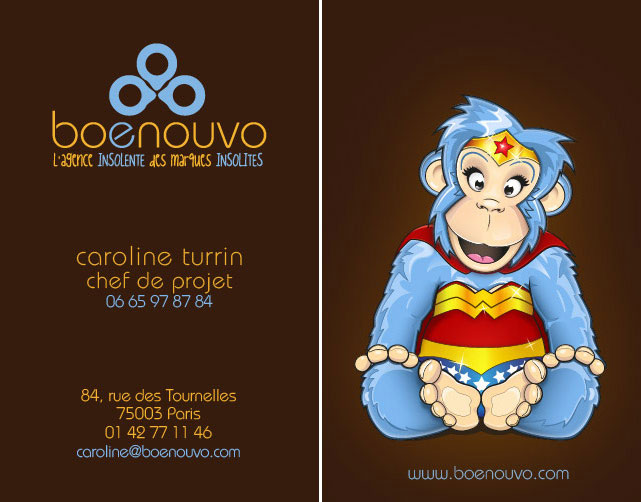 boenouvo
L'agence INSOLENTE des marques INSOLITES
caroline turrin
chef de projet
06 65 97 87 84
84, rue des Tournelles
75003 Paris
01 42 77 11 46
caroline@boenouvo.com
www.boenouvo.com